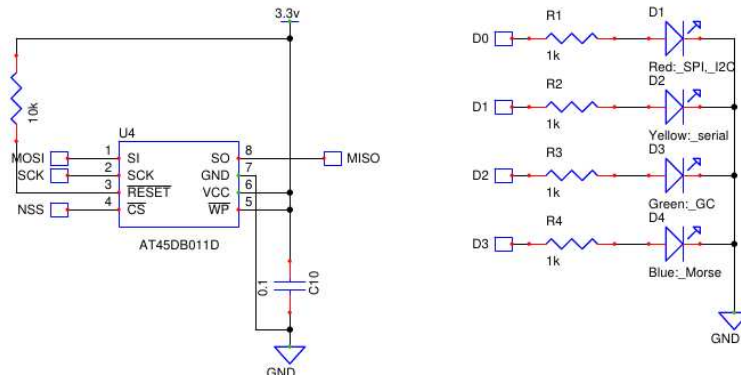 3.3v
10k
U4
MOSI 1 SI SO 8 MISO
SCK 2 SCK GND 7
3 RESET VCC 6
NSS 4 CS WP 5
AT45DB011D
0.1 C10
GND
D0 R1 1k D1
Red:_SPI,_I2C
D1 R2 1k D2
Yellow:_serial
D2 R3 1k D3
Green:_GC
D3 R4 1k D4
Blue:_Morse
GND